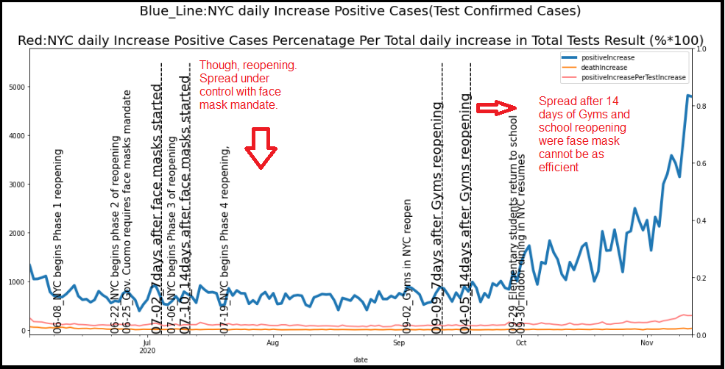 Blue_Line:NYC daily Increase Positive Cases(Test Confirmed Cases)
Red:NYC daily Increase Positive Cases Percenatage Per Total daily increase in Total Tests Result (%*100)
positiveIncrease
deathIncrease
positiveIncreasePerTestIncrease
Though, reopening.
Spread under
control with face
mask mandate.
Spread after 14
days of Gyms and
school reopening
were fase mask
cannot be as
efficient
5000
4000
3000
2000
1000
0
1.0
0.8
0.6
0.4
0.2
0.0
06-08_NYC begins Phase 1 reopening
06-22_NYC begins phase 2 of reopening
06-25_Gov. Cuomo requires face masks mandate
07-02_7days after face masks started
07-06_NYC begins Phase 3 of reopening
07-10_14days after face masks started
07-19_NYC begins Phase 4 reopening,
09-02_Gyms in NYC reopen
09-09_7days after Gyms reopening
04-05_14days after Gyms reopening
09-29_Elementary students return to school
09-30_Indoor dining in NYC resumes
Jul
2020
Aug
Sep
Oct
Nov
date